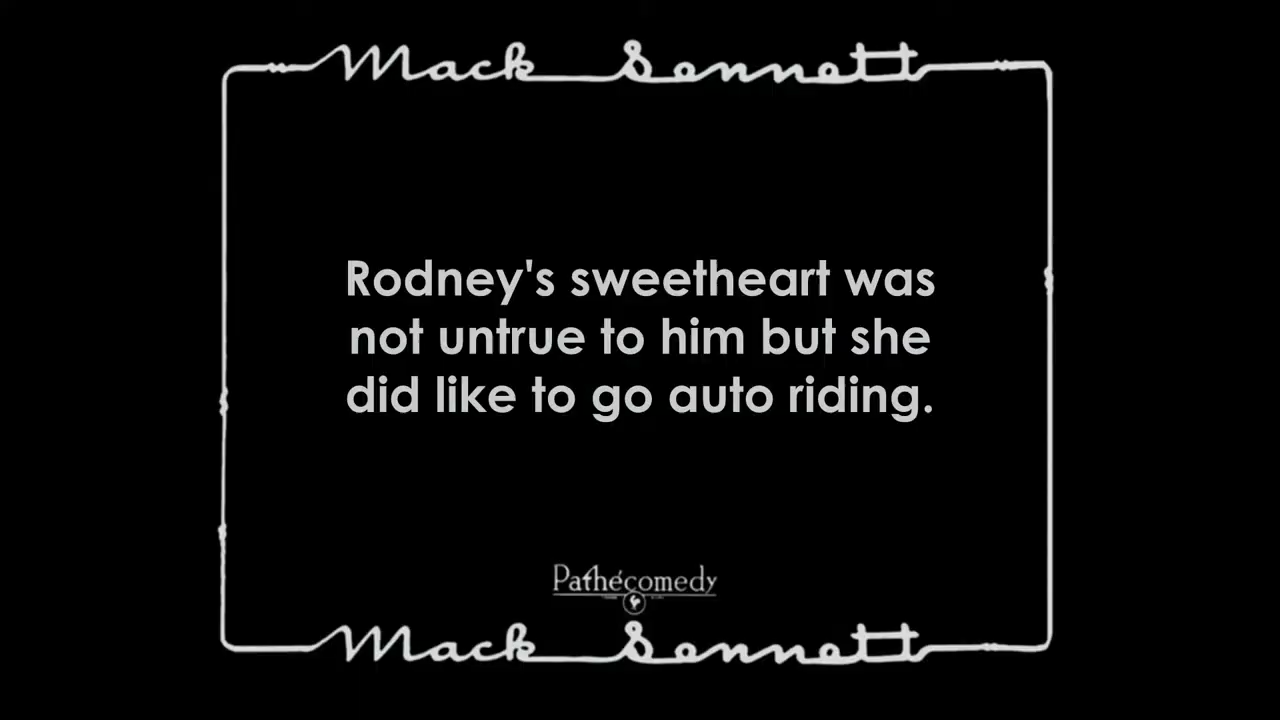 Mack Sennett
Rodney's sweetheart was
not untrue to him but she
did like to go auto riding.
Pathécomedy
Mack Sennett